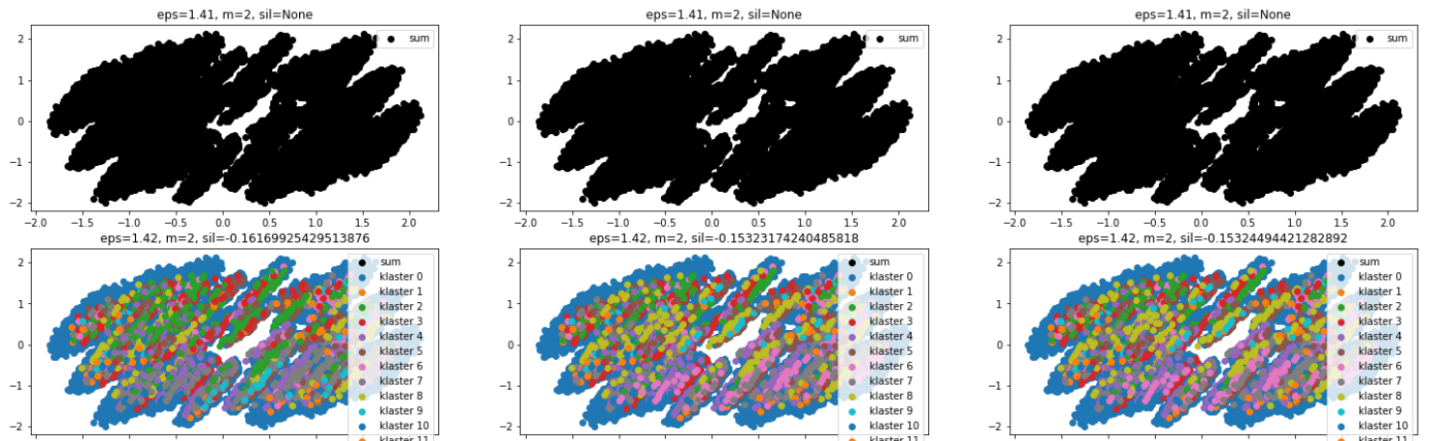 eps=1.41, m=2, sil=None
sum
2
1
0
−1
−2
−2.0 −1.5 −1.0 −0.5 0.0 0.5 1.0 1.5 2.0
eps=1.41, m=2, sil=None
sum
2
1
0
−1
−2
−2.0 −1.5 −1.0 −0.5 0.0 0.5 1.0 1.5 2.0
eps=1.41, m=2, sil=None
sum
2
1
0
−1
−2
−2.0 −1.5 −1.0 −0.5 0.0 0.5 1.0 1.5 2.0
eps=1.42, m=2, sil=-0.16169925429513876
2
1
0
−1
−2
sum
klaster 0
klaster 1
klaster 2
klaster 3
klaster 4
klaster 5
klaster 6
klaster 7
klaster 8
klaster 9
klaster 10
klaster 11
eps=1.42, m=2, sil=-0.15323174240485818
2
1
0
−1
−2
sum
klaster 0
klaster 1
klaster 2
klaster 3
klaster 4
klaster 5
klaster 6
klaster 7
klaster 8
klaster 9
klaster 10
klaster 11
eps=1.42, m=2, sil=-0.153244944421282892
2
1
0
−1
−2
sum
klaster 0
klaster 1
klaster 2
klaster 3
klaster 4
klaster 5
klaster 6
klaster 7
klaster 8
klaster 9
klaster 10
klaster 11